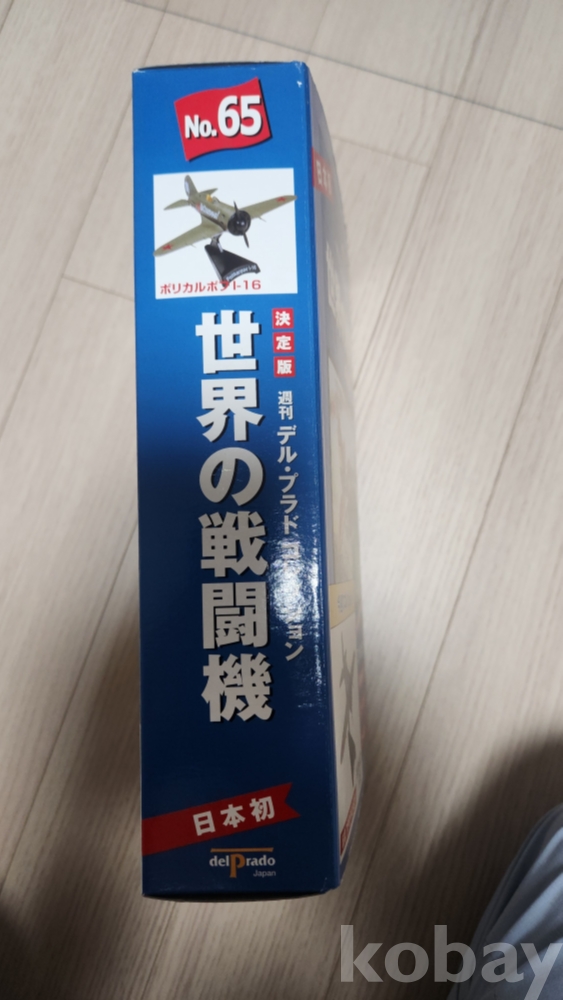 No.65
ポリカルポフ I-16
決定版
週刊 デル・プラド
世界の戦闘機
日本初
delPrado
Japan
kobay